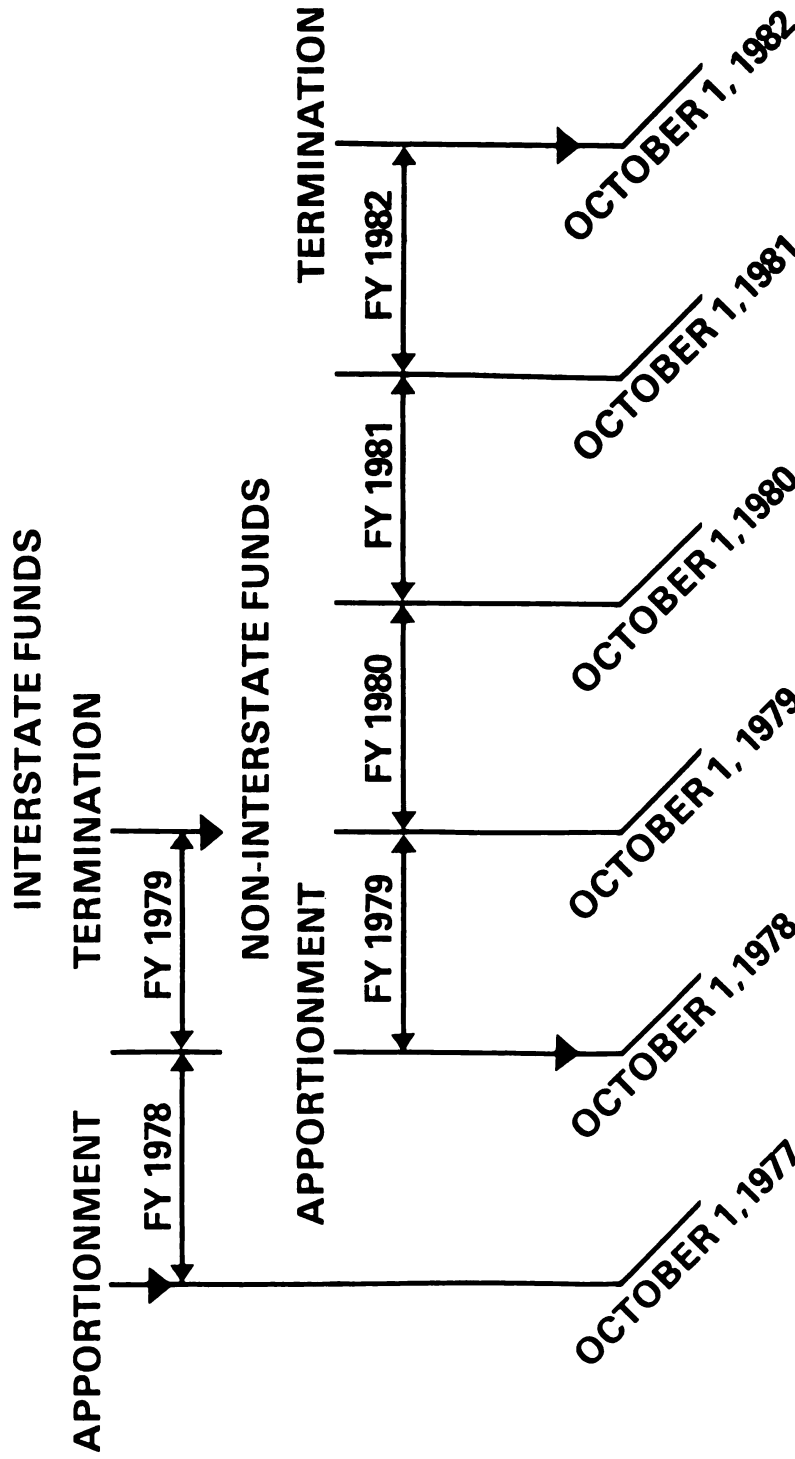 INTERSTATE FUNDS
APPORTIONMENT
TERMINATION
FY 1978
FY 1979
NON-INTERSTATE FUNDS
APPORTIONMENT
TERMINATION
FY 1979
FY 1980
FY 1981
FY 1982
OCTOBER 1, 1977
OCTOBER 1, 1978
OCTOBER 1, 1979
OCTOBER 1, 1980
OCTOBER 1, 1981
OCTOBER 1, 1982